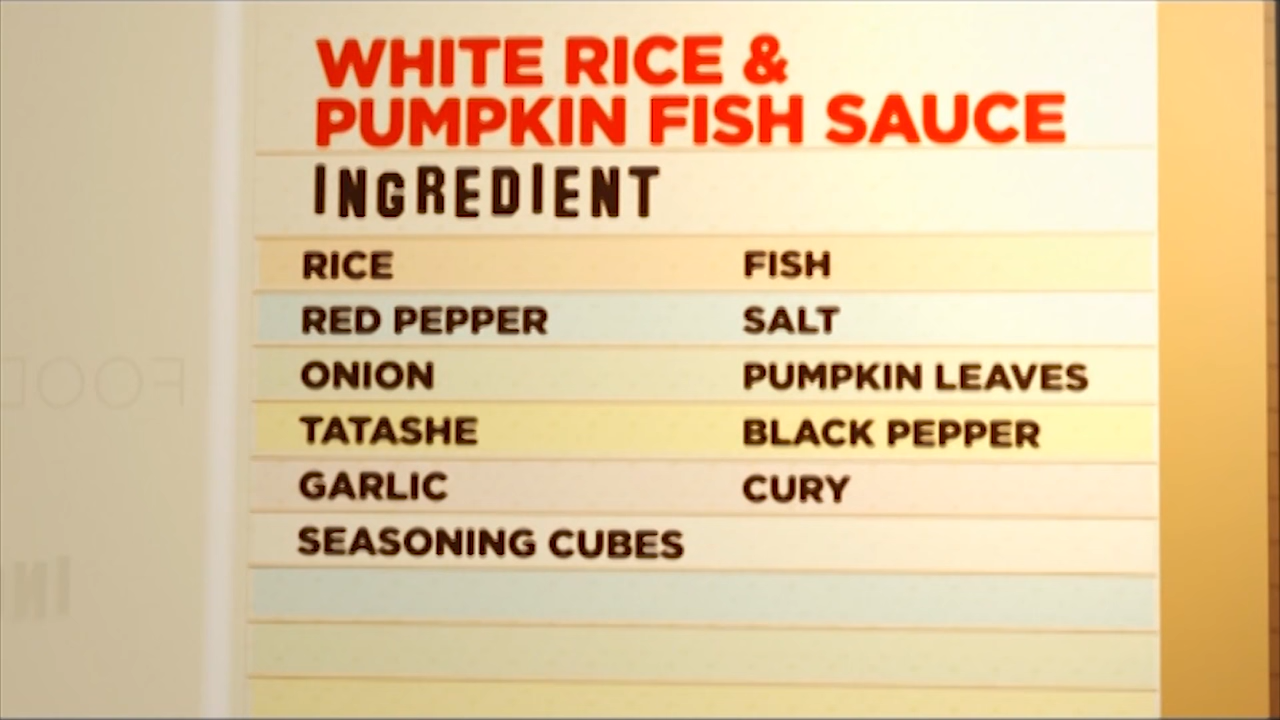 WHITE RICE &
PUMPKIN FISH SAUCE
INGREDIENT
RICE FISH
RED PEPPER SALT
ONION PUMPKIN LEAVES
TATASHE BLACK PEPPER
GARLIC CURY
SEASONING CUBES
FOOD